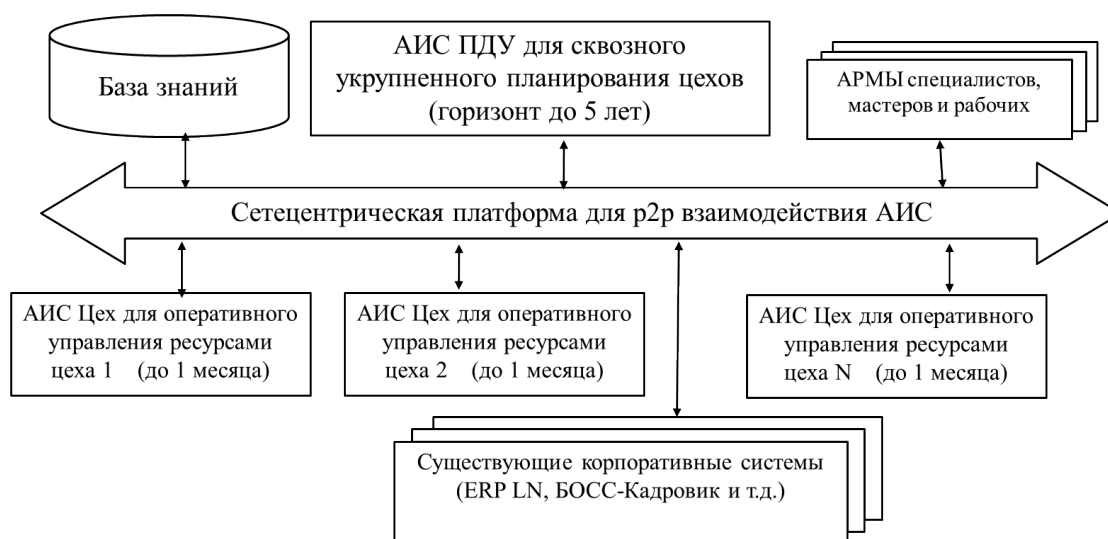 База знаний
АИС ПДУ для сквозного
укрупненного планирования цехов
(горизонт до 5 лет)
АРМЫ специалистов,
мастеров и рабочих
Сетецентрическая платформа для p2p взаимодействия АИС
АИС Цех для оперативного
управления ресурсами
цеха 1 (до 1 месяца)
АИС Цех для оперативного
управления ресурсами
цеха 2 (до 1 месяца)
АИС Цех для оперативного
управления ресурсами
цеха N (до 1 месяца)
Существующие корпоративные системы
(ERP LN, БОСС-Кадровик и т.д.)